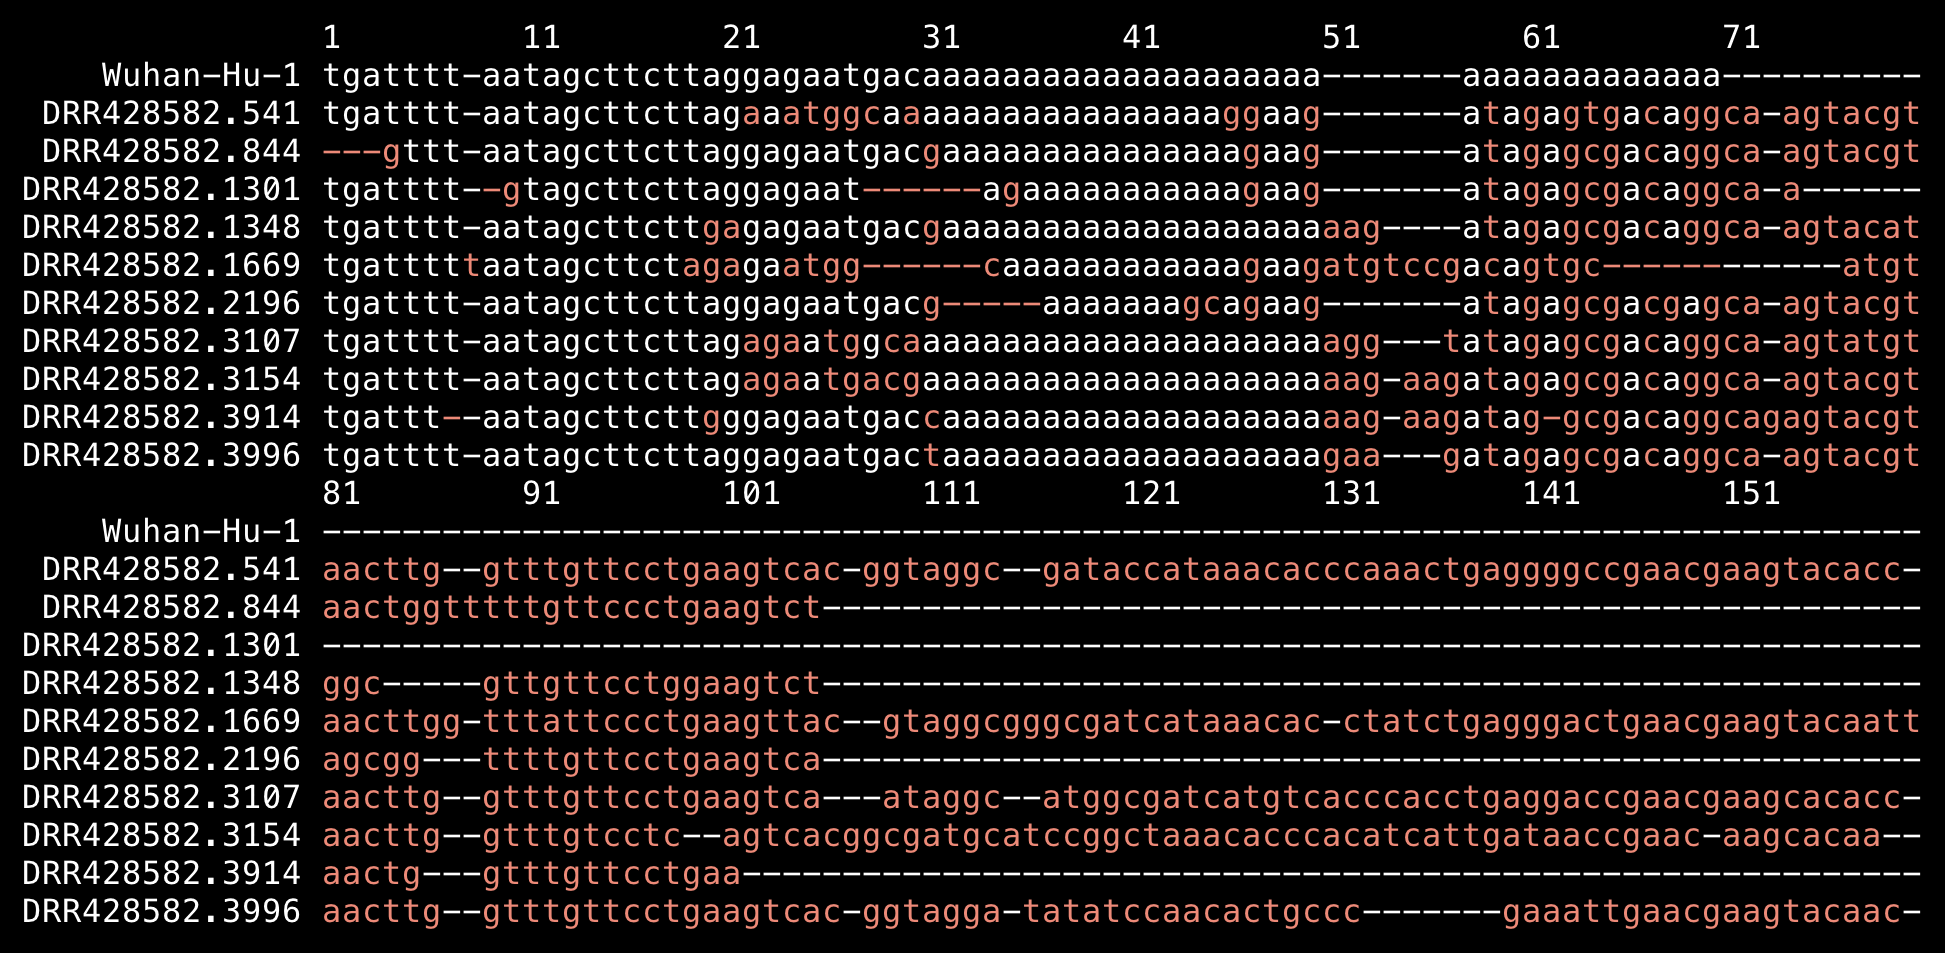 1 11 21 31 41 51 61 71
Wuhan-Hu-1 tgatttt-aatagcttcttaggagaatgacaaaaaaaaaaaaaaaaaaaa-------aaaaaaaaaaaaa----------
DRR428582.541 tgatttt-aatagcttcttagaaatggcaaaaaaaaaaaaaaaaaggaag-------atagagtgacaggca-agtacgt
DRR428582.844 ---gttt-aatagcttcttaggagaatgacgaaaaaaaaaaaaaaagaag-------atagagcgacaggca-agtacgt
DRR428582.1301 tgatttt--gtagcttcttaggagaat------agaaaaaaaaaaagaag-------atagagcgacaggca-a------
DRR428582.1348 tgatttt-aatagcttcttgagagaatgacgaaaaaaaaaaaaaaaaaaaaag----atagagcgacaggca-agtacat
DRR428582.1669 tgatttttaatagcttctagagaatgg------caaaaaaaaaaaagaagatgtccgacagtgc------------atgt
DRR428582.2196 tgatttt-aatagcttcttaggagaatgacg-----aaaaaaagcagaag-------atagagcgacgagca-agtacgt
DRR428582.3107 tgatttt-aatagcttcttagagaatggcaaaaaaaaaaaaaaaaaaaaaagg---tatagagcgacaggca-agtatgt
DRR428582.3154 tgatttt-aatagcttcttagagaatgacgaaaaaaaaaaaaaaaaaaaaaag-aagatagagcgacaggca-agtacgt
DRR428582.3914 tgattt--aatagcttcttgggagaatgaccaaaaaaaaaaaaaaaaaaaaag-aagatag-gcgacaggcagagtacgt
DRR428582.3996 tgatttt-aatagcttcttaggagaatgactaaaaaaaaaaaaaaaaaaagaa---gatagagcgacaggca-agtacgt
81 91 101 111 121 131 141 151
Wuhan-Hu-1 --------------------------------------------------------------------------------
DRR428582.541 aacttg--gtttgttcctgaagtcac-ggtaggc--gataccataaacacccaaactgaggggccgaacgaagtacacc-
DRR428582.844 aactggtttttgttccctgaagtct-------------------------------------------------------
DRR428582.1301 --------------------------------------------------------------------------------
DRR428582.1348 ggc-----gttgttcctggaagtct-------------------------------------------------------
DRR428582.1669 aacttgg-tttattccctgaagttac--gtaggcgggcgatcataaacac-ctatctgagggactgaacgaagtacaatt
DRR428582.2196 agcgg---ttttgttcctgaagtca-------------------------------------------------------
DRR428582.3107 aacttg--gtttgttcctgaagtca---ataggc--atggcgatcatgtcacccacctgaggaccgaacgaagcacacc-
DRR428582.3154 aacttg--gtttgtcctc--agtcacggcgatgcatccggctaaacacccacatcattgataaccgaac-aagcacaa--
DRR428582.3914 aactg---gtttgttcctgaa-----------------------------------------------------------
DRR428582.3996 aacttg--gtttgttcctgaagtcac-ggtagga-tatatccaacactgccc-------gaaattgaacgaagtacaac-